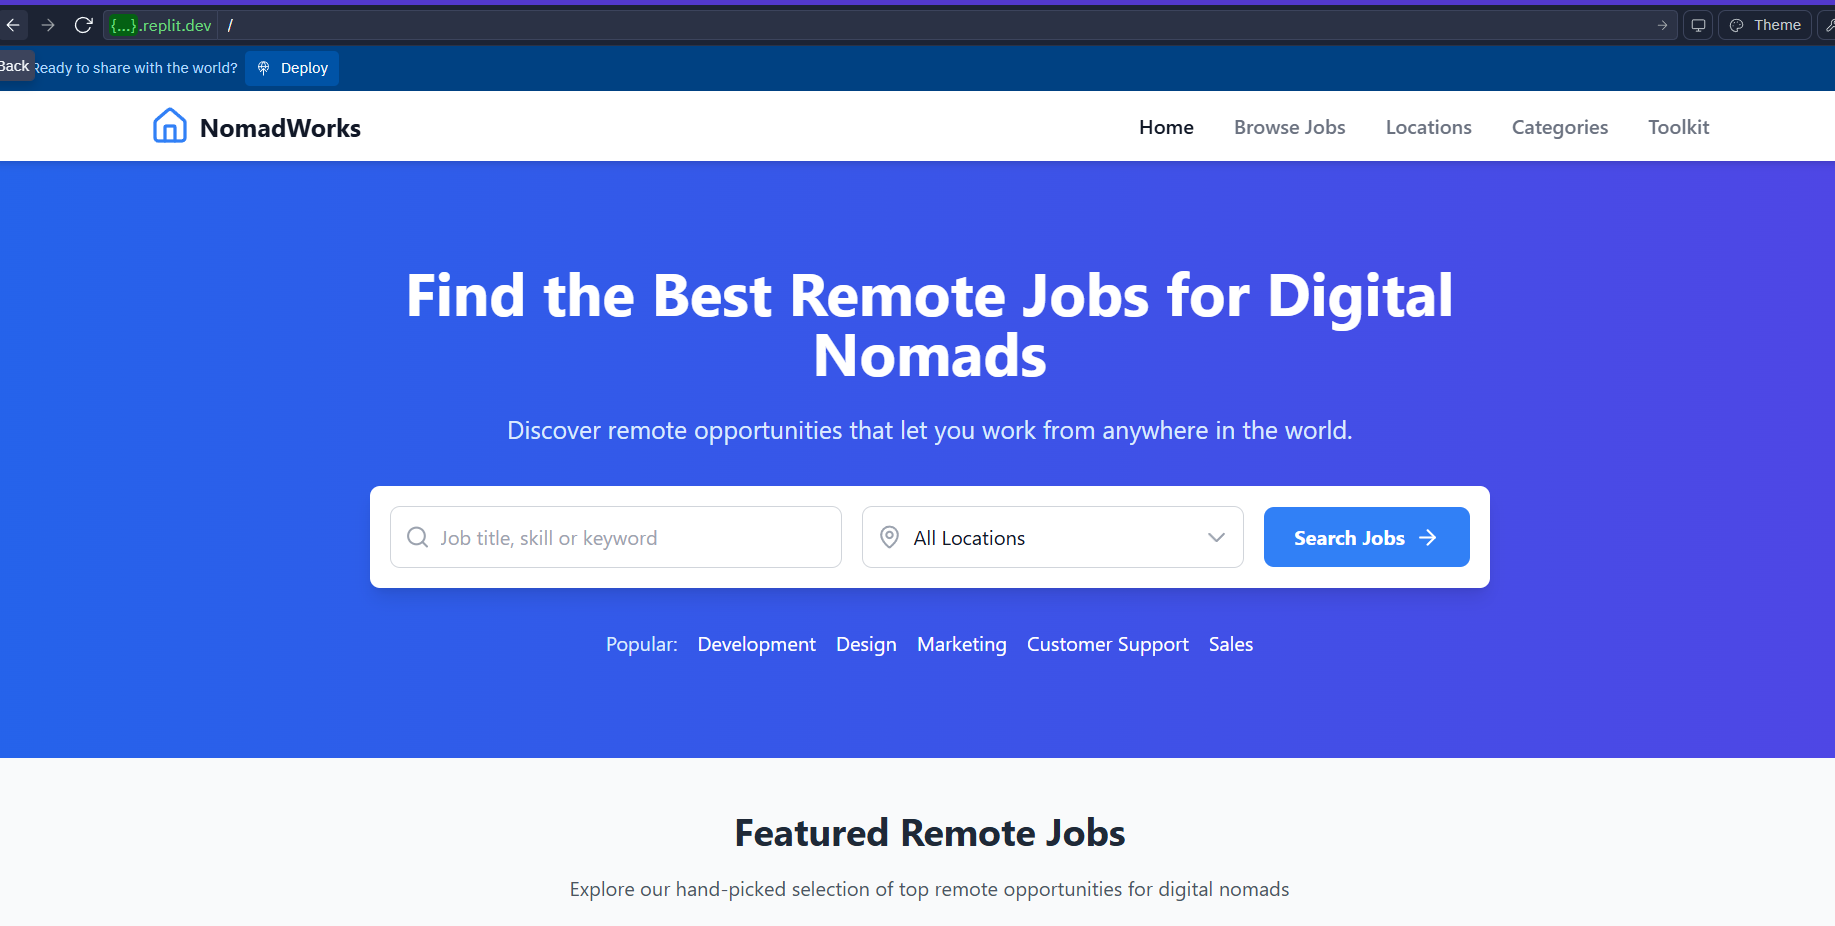 {...}.replit.dev /
Theme
Back
Ready to share with the world? Deploy
NomadWorks
Home Browse Jobs Locations Categories Toolkit
Find the Best Remote Jobs for Digital
Nomads
Discover remote opportunities that let you work from anywhere in the world.
Job title, skill or keyword All Locations Search Jobs
Popular: Development Design Marketing Customer Support Sales
Featured Remote Jobs
Explore our hand-picked selection of top remote opportunities for digital nomads